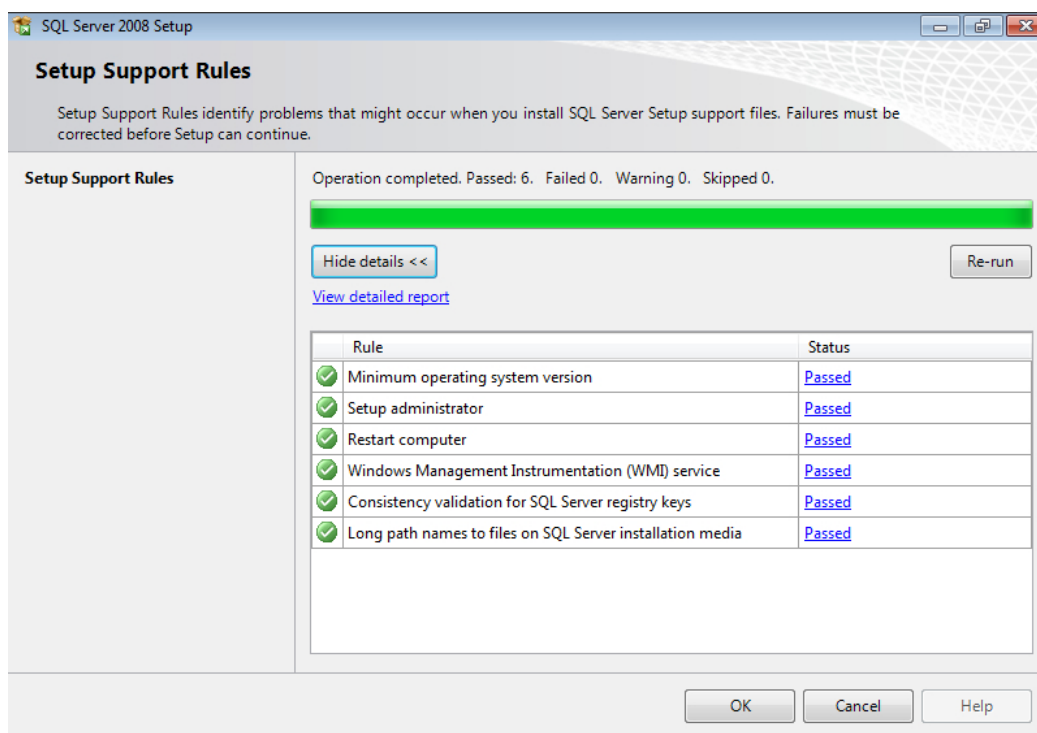 SQL Server 2008 Setup
Setup Support Rules
Setup Support Rules identify problems that might occur when you install SQL Server Setup support files. Failures must be
corrected before Setup can continue.
Setup Support Rules
Operation completed. Passed: 6.   Failed 0.   Warning 0.   Skipped 0.
Hide details <<
Re-run
View detailed report
Rule Status
Minimum operating system version Passed
Setup administrator Passed
Restart computer Passed
Windows Management Instrumentation (WMI) service Passed
Consistency validation for SQL Server registry keys Passed
Long path names to files on SQL Server installation media Passed
OK Cancel Help